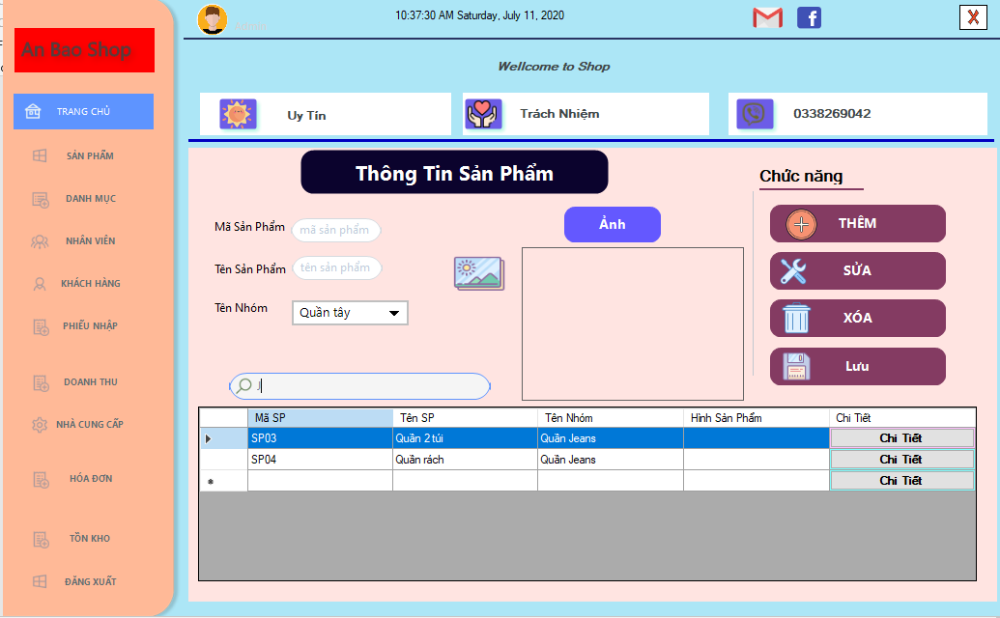 10:37:30 AM Saturday, July 11, 2020
Admin
An Bao Shop
Wellcome to Shop
Uy Tín
Trách Nhiệm
0338269042
TRANG CHỦ
SẢN PHẨM
DANH MỤC
NHÂN VIÊN
KHÁCH HÀNG
PHIẾU NHẬP
DOANH THU
NHÀ CUNG CẤP
HÓA ĐƠN
TỒN KHO
ĐĂNG XUẤT
Thông Tin Sản Phẩm
Mã Sản Phẩm mã sản phẩm
Tên Sản Phẩm tên sản phẩm
Tên Nhóm Quần tây
Ảnh
Chức năng
THÊM
SỬA
XÓA
Lưu
J
Mã SP Tên SP Tên Nhóm Hình Sản Phẩm Chi Tiết
SP03 Quần 2 túi Quần Jeans Chi Tiết
SP04 Quần rách Quần Jeans Chi Tiết
Chi Tiết